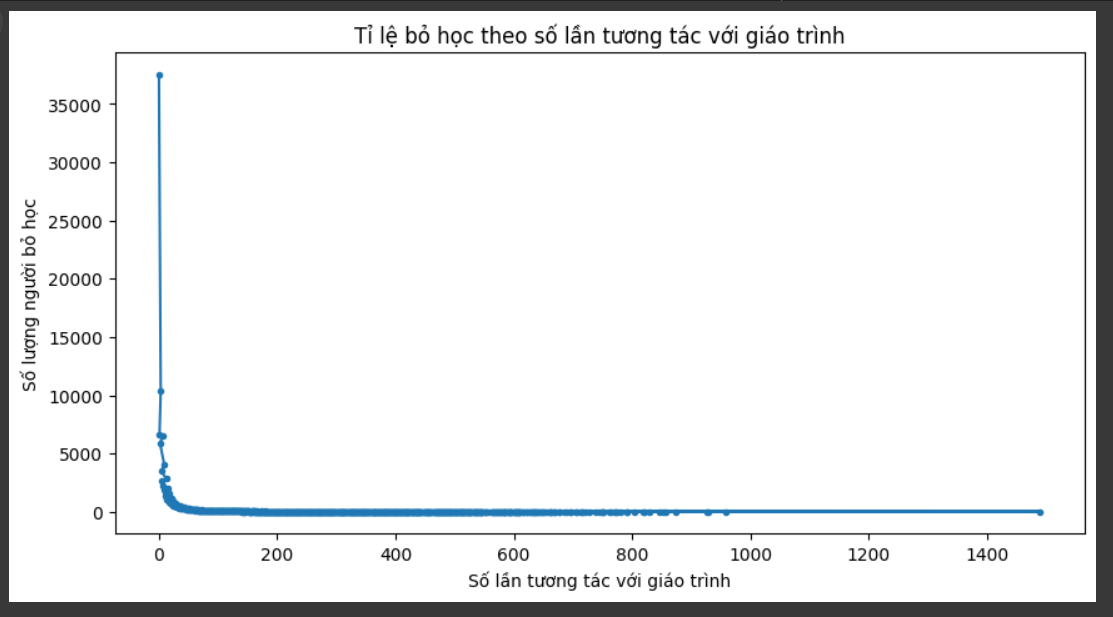 Tỉ lệ bỏ học theo số lần tương tác với giáo trình
Số lượng người bỏ học
35000
30000
25000
20000
15000
10000
5000
0
0 200 400 600 800 1000 1200 1400
Số lần tương tác với giáo trình